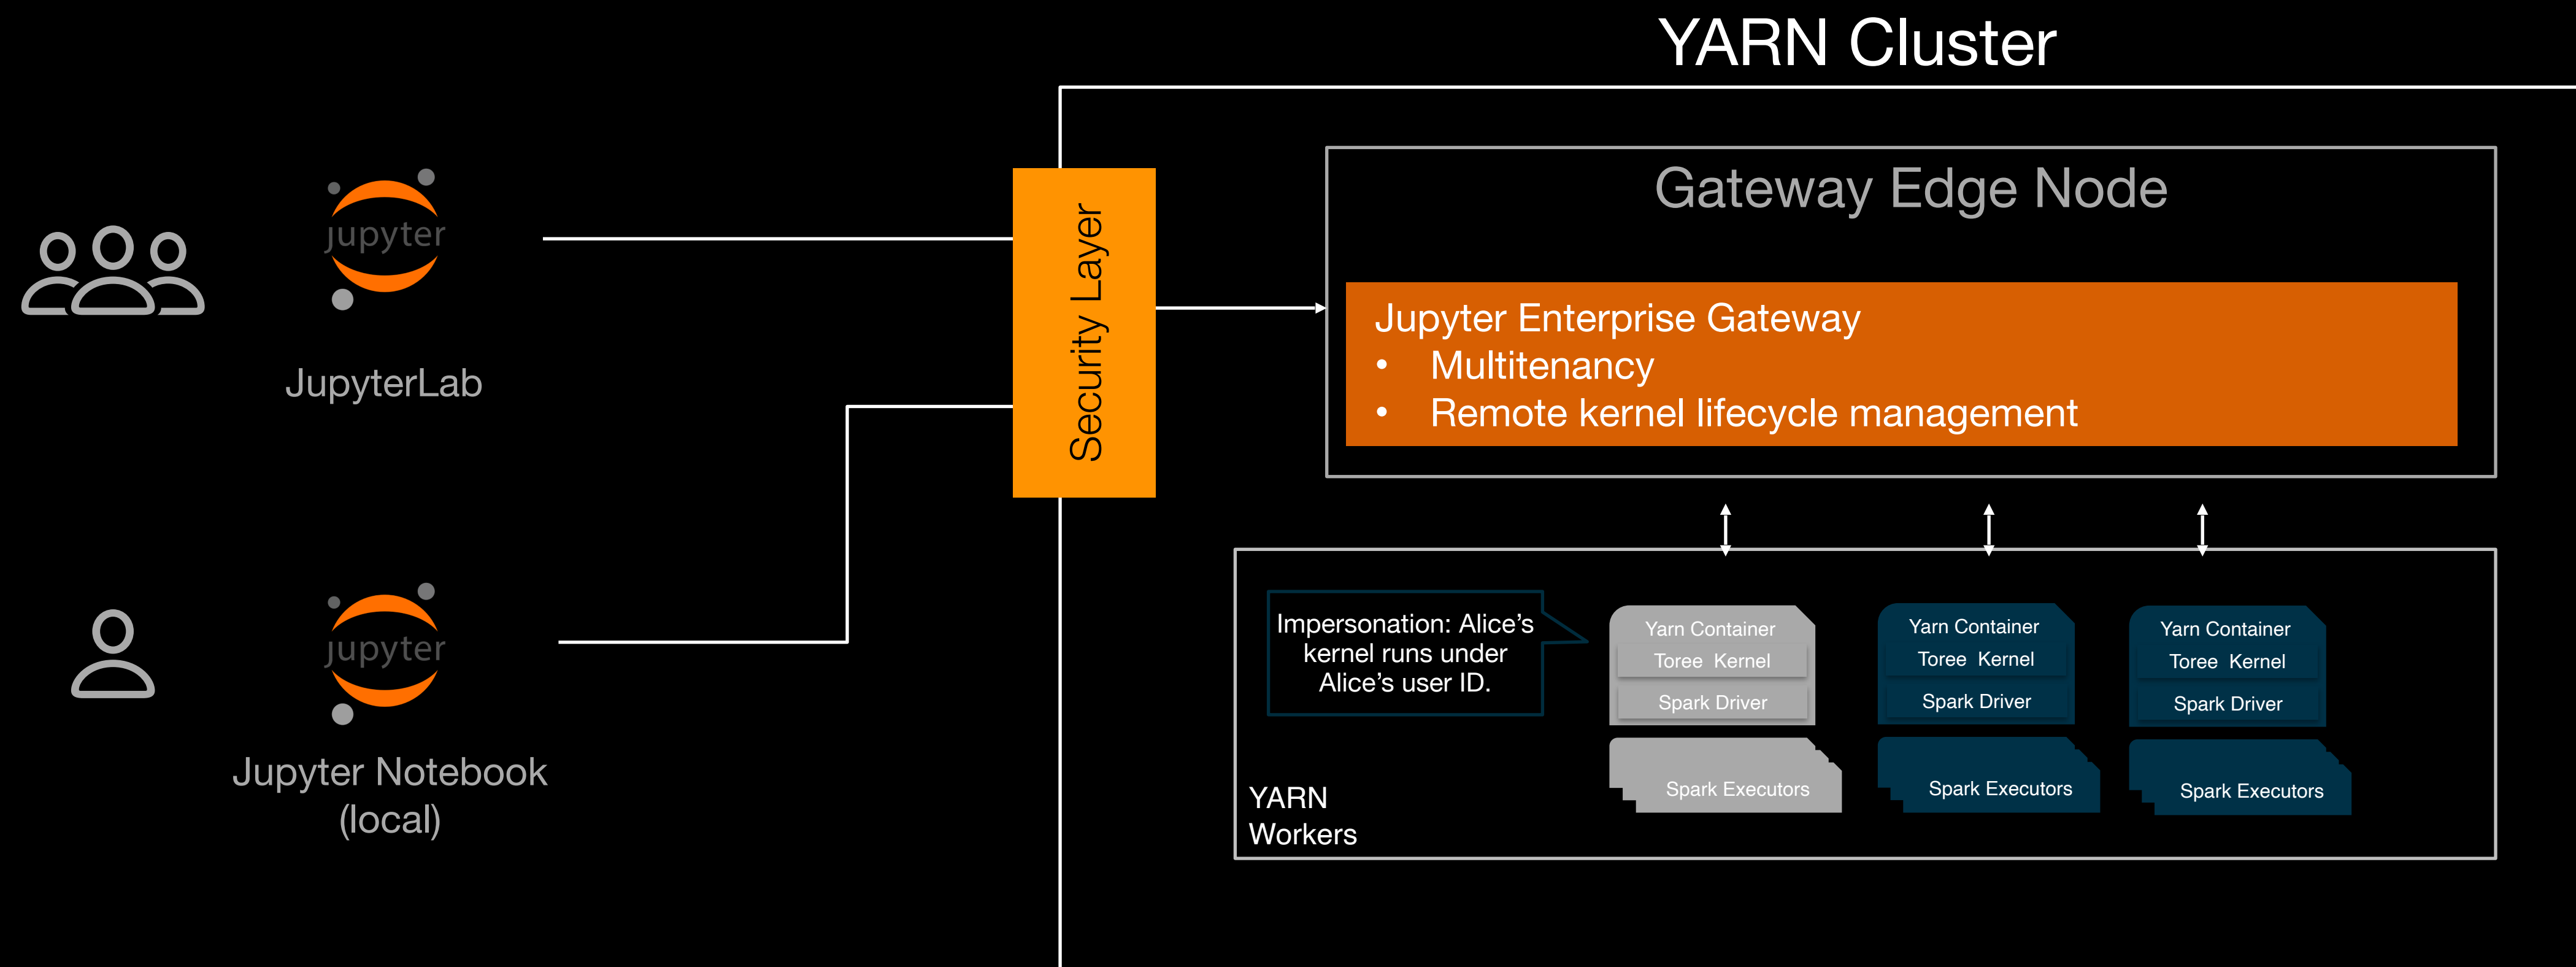 YARN Cluster
Gateway Edge Node
Security Layer
jupyter
JupyterLab
Jupyter Enterprise Gateway
• Multitenancy
• Remote kernel lifecycle management
jupyter
Jupyter Notebook
(local)
Impersonation: Alice’s
kernel runs under
Alice’s user ID.
Yarn Container
Toree Kernel
Spark Driver
Spark Executors
Yarn Container
Toree Kernel
Spark Driver
Spark Executors
Yarn Container
Toree Kernel
Spark Driver
Spark Executors
YARN
Workers